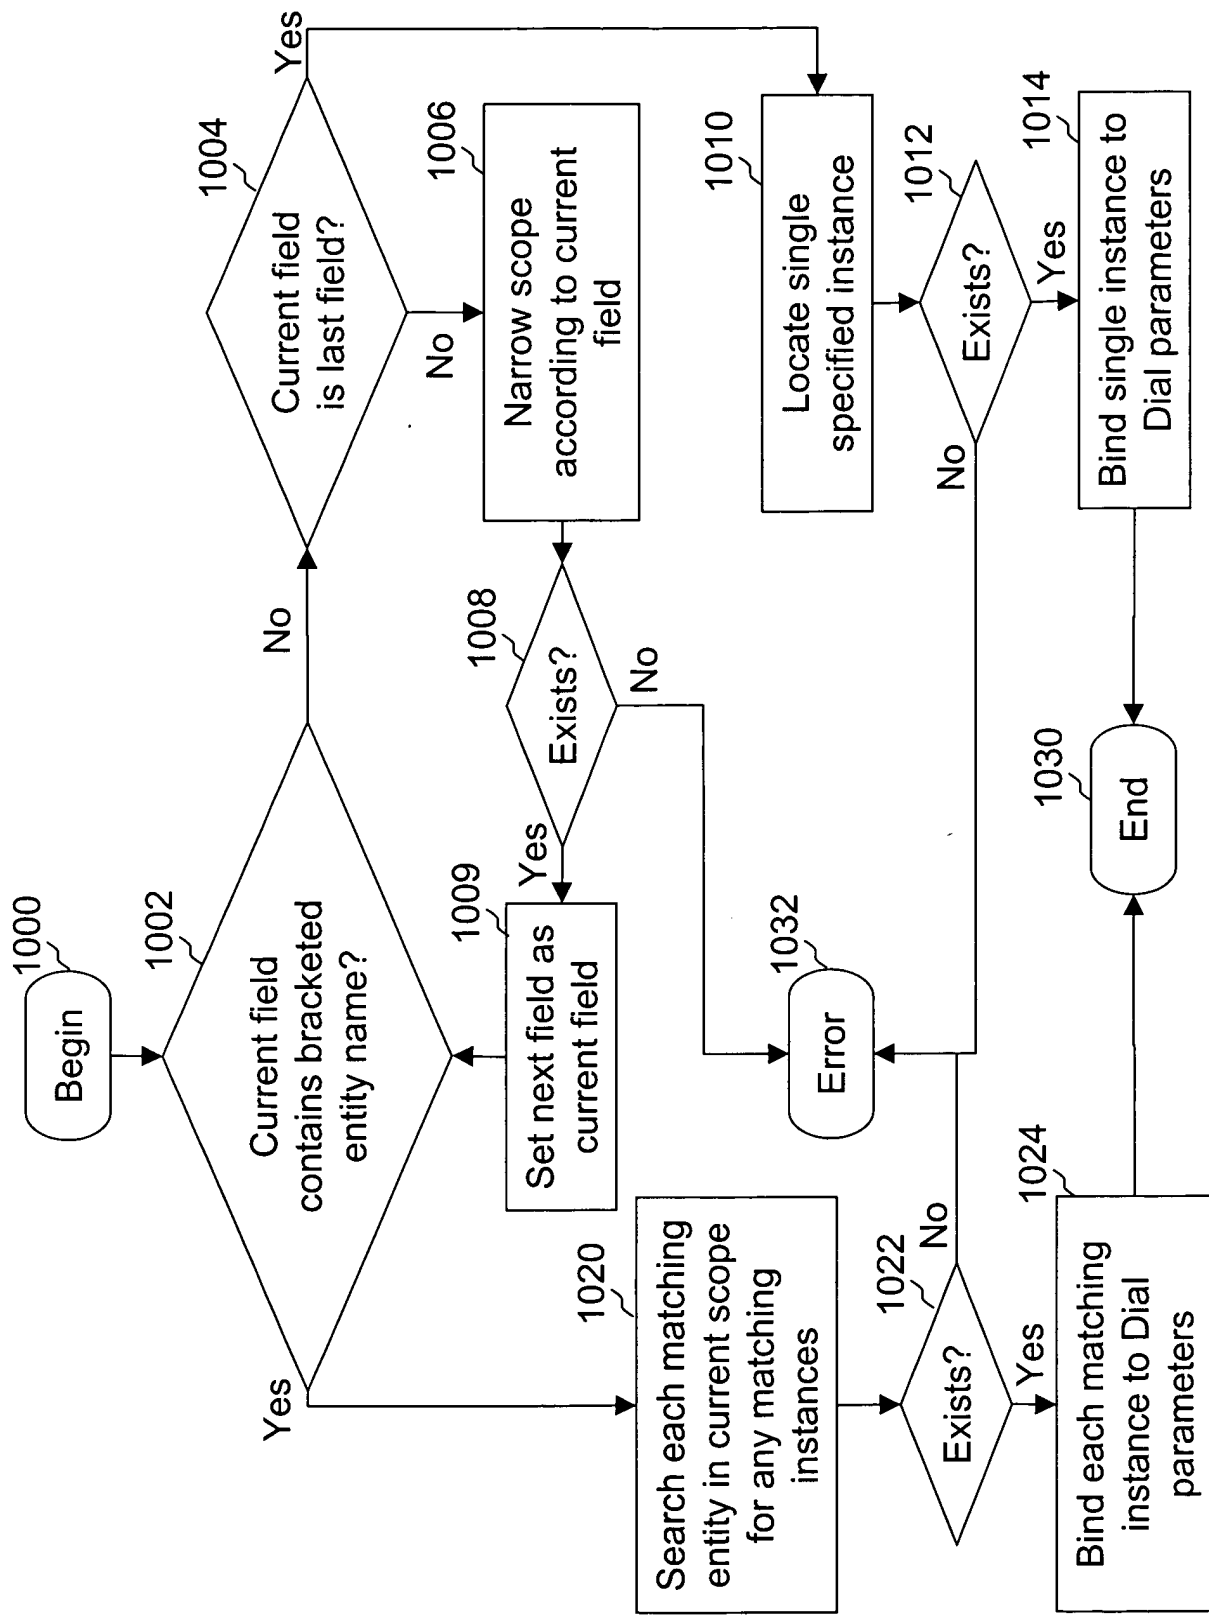 1000
Begin
1002
Current field
contains bracketed
entity name?
No
Yes
1004
Current field
is last field?
Yes
No
1006
Narrow scope
according to current
field
1008
Exists?
Yes
No
1009
Set next field as
current field
1010
Locate single
specified instance
1012
Exists?
No
Yes
1014
Bind single instance to
Dial parameters
1020
Search each matching
entity in current scope
for any matching
instances
1022
Exists?
No
Yes
1024
Bind each matching
instance to Dial
parameters
1032
Error
1030
End